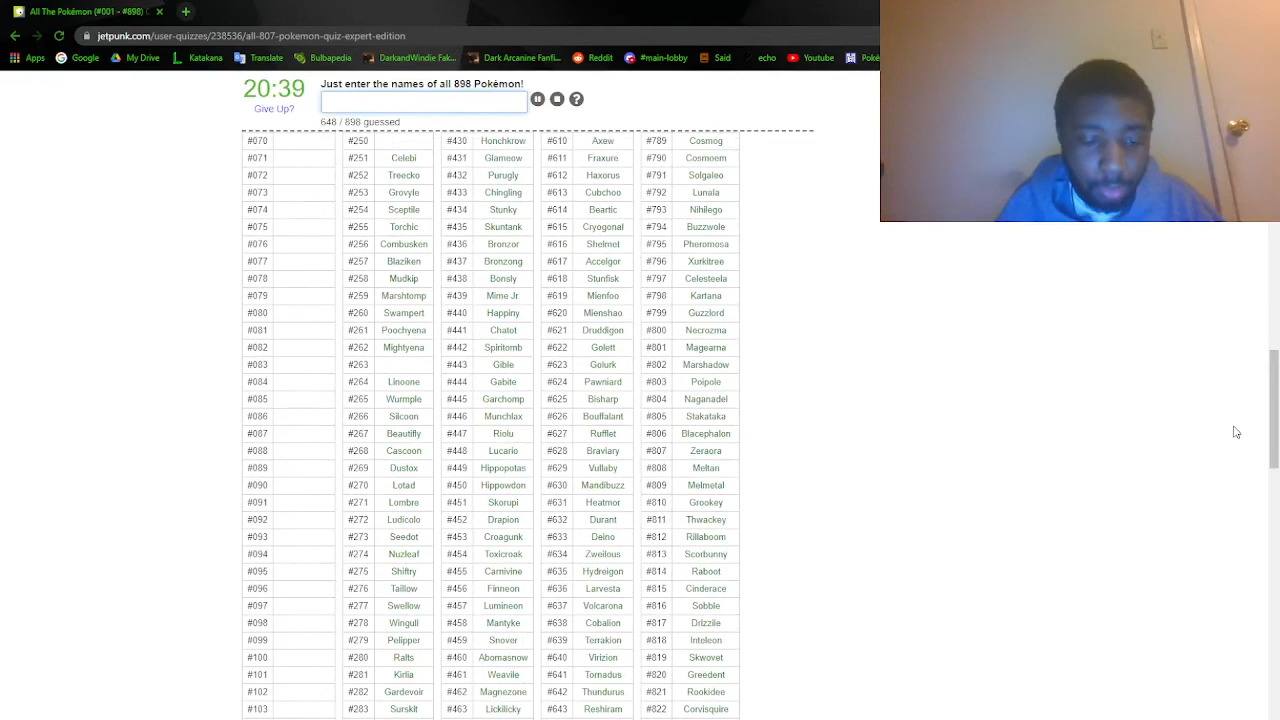 All The Pokémon (#001 - #898) (
jetpunk.com/user-quizzes/238536/all-807-pokemon-quiz-expert-edition
Apps Google My Drive Katakana Translate Bulbapedia DarkandWindie Fak... Dark Arcanine Fanfi... Reddit #main-lobby Said echo Youtube Poké
20:39 Just enter the names of all 898 Pokémon!
Give Up?
648 / 898 guessed
#070 #250 #430 Honchkrow #610 Axew #789 Cosmog
#071 #251 Celebi #431 Glameow #611 Fraxure #790 Cosmoem
#072 #252 Treecko #432 Purugly #612 Haxorus #791 Solgaleo
#073 #253 Grovyle #433 Chingling #613 Cubchoo #792 Lunala
#074 #254 Sceptile #434 Stunky #614 Beartic #793 Nihilego
#075 #255 Torchic #435 Skuntank #615 Cryogonal #794 Buzzwole
#076 #256 Combusken #436 Bronzor #616 Shelmet #795 Pheromosa
#077 #257 Blaziken #437 Bronzong #617 Accelgor #796 Xurkitree
#078 #258 Mudkip #438 Bonsly #618 Stunfisk #797 Celesteela
#079 #259 Marshtomp #439 Mime Jr. #619 Mienfoo #798 Kartana
#080 #260 Swampert #440 Happiny #620 Mienshao #799 Guzzlord
#081 #261 Poochyena #441 Chatot #621 Druddigon #800 Necrozma
#082 #262 Mightyena #442 Spiritomb #622 Golett #801 Magearna
#083 #263 #443 Gible #623 Golurk #802 Marshadow
#084 #264 Linoone #444 Gabite #624 Pawniard #803 Poipole
#085 #265 Wurmple #445 Garchomp #625 Bisharp #804 Naganadel
#086 #266 Silcoon #446 Munchlax #626 Bouffalant #805 Stakataka
#087 #267 Beautifly #447 Riolu #627 Rufflet #806 Blacephalon
#088 #268 Cascoon #448 Lucario #628 Braviary #807 Zeraora
#089 #269 Dustox #449 Hippopotas #629 Vullaby #808 Meltan
#090 #270 Lotad #450 Hippowdon #630 Mandibuzz #809 Melmetal
#091 #271 Lombre #451 Skorupi #631 Heatmor #810 Grookey
#092 #272 Ludicolo #452 Drapion #632 Durant #811 Thwackey
#093 #273 Seedot #453 Croagunk #633 Deino #812 Rillaboom
#094 #274 Nuzleaf #454 Toxicroak #634 Zweilous #813 Scorbunny
#095 #275 Shiftry #455 Carnivine #635 Hydreigon #814 Raboot
#096 #276 Taillow #456 Finneon #636 Larvesta #815 Cinderace
#097 #277 Swellow #457 Lumineon #637 Volcarona #816 Sobble
#098 #278 Wingull #458 Mantyke #638 Cobalion #817 Drizzile
#099 #279 Pelipper #459 Snover #639 Terrakion #818 Inteleon
#100 #280 Ralts #460 Abomasnow #640 Virizion #819 Skwovet
#101 #281 Kirlia #461 Weavile #641 Tornadus #820 Greedent
#102 #282 Gardevoir #462 Magnezone #642 Thundurus #821 Rookidee
#103 #283 Surskit #463 Lickilicky #643 Reshiram #822 Corvisquire